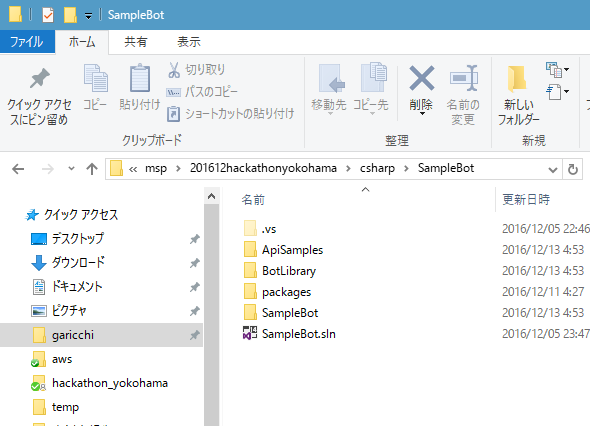 SampleBot
ファイル ホーム 共有 表示
クイック アクセスにピン留め
コピー
貼り付け
切り取り
パスのコピー
ショートカットの貼り付け
移動先
コピー先
削除
名前の変更
新しいフォルダー
クリップボード
整理
新規
« msp › 201612hackathonyokohama › csharp › SampleBot
クイック アクセス
デスクトップ
ダウンロード
ドキュメント
ピクチャ
garicchi
aws
hackathon_yokohama
temp
名前 更新日時
.vs 2016/12/05 22:46
ApiSamples 2016/12/13 4:53
BotLibrary 2016/12/13 4:53
packages 2016/12/11 4:27
SampleBot 2016/12/13 4:53
SampleBot.sln 2016/12/05 23:47